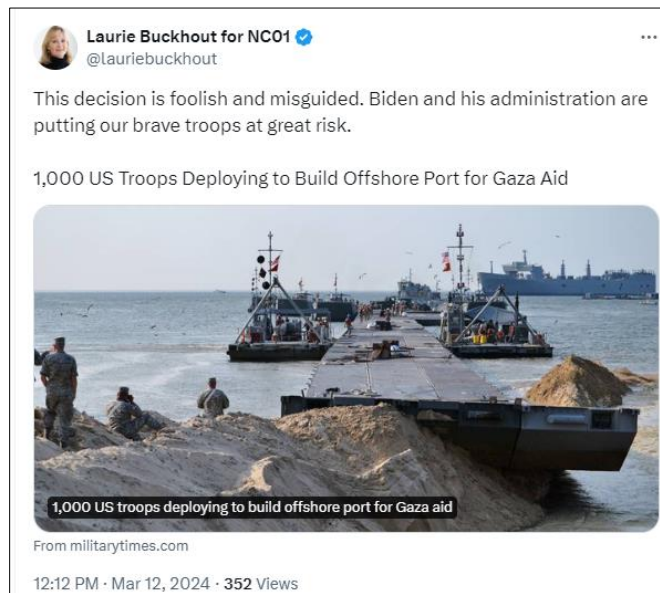 Laurie Buckhout for NC01
@lauriebuckhout
This decision is foolish and misguided. Biden and his administration are
putting our brave troops at great risk.
1,000 US Troops Deploying to Build Offshore Port for Gaza Aid
1,000 US troops deploying to build offshore port for Gaza aid
From militarytimes.com
12:12 PM · Mar 12, 2024 · 352 Views